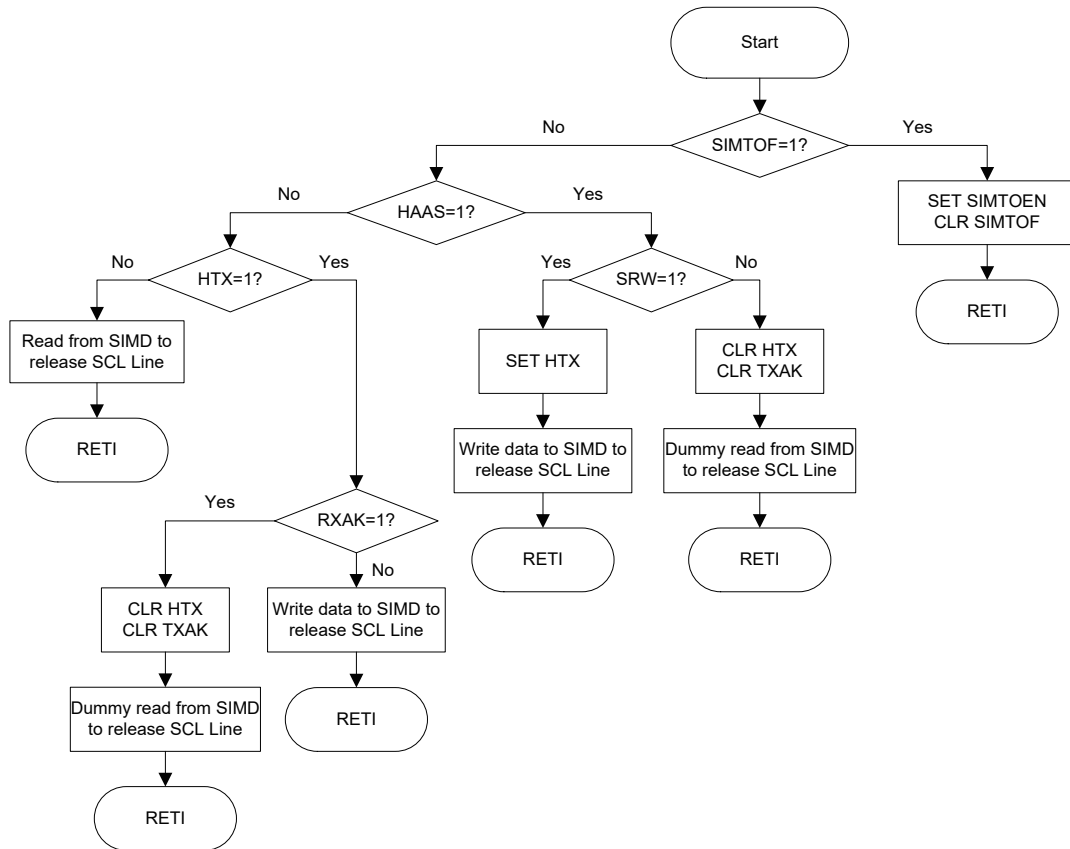 Start
No
SIMTOF=1?
Yes
No
HAAS=1?
Yes
SET SIMTOEN
CLR SIMTOF
No
HTX=1?
Yes
Yes
SRW=1?
No
RETI
Read from SIMD to
release SCL Line
SET HTX
CLR HTX
CLR TXAK
RETI
Write data to SIMD to
release SCL Line
Dummy read from SIMD
to release SCL Line
Yes
RXAK=1?
No
RETI
RETI
CLR HTX
CLR TXAK
Write data to SIMD to
release SCL Line
Dummy read from SIMD
to release SCL Line
RETI
RETI